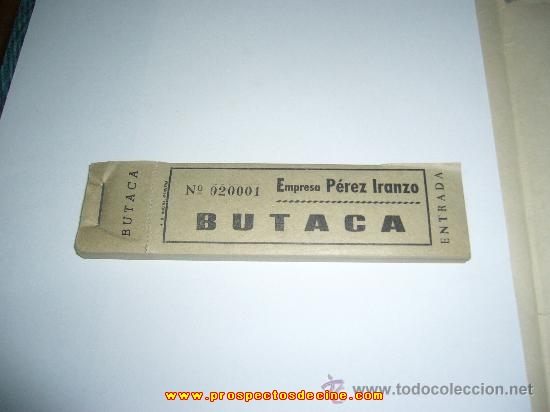 BUTACA
Nº 020001 Empresa Pérez Iranzo
BUTACA
ENTRADA
www.prospectosdecine.com
www.todocoleccion.net